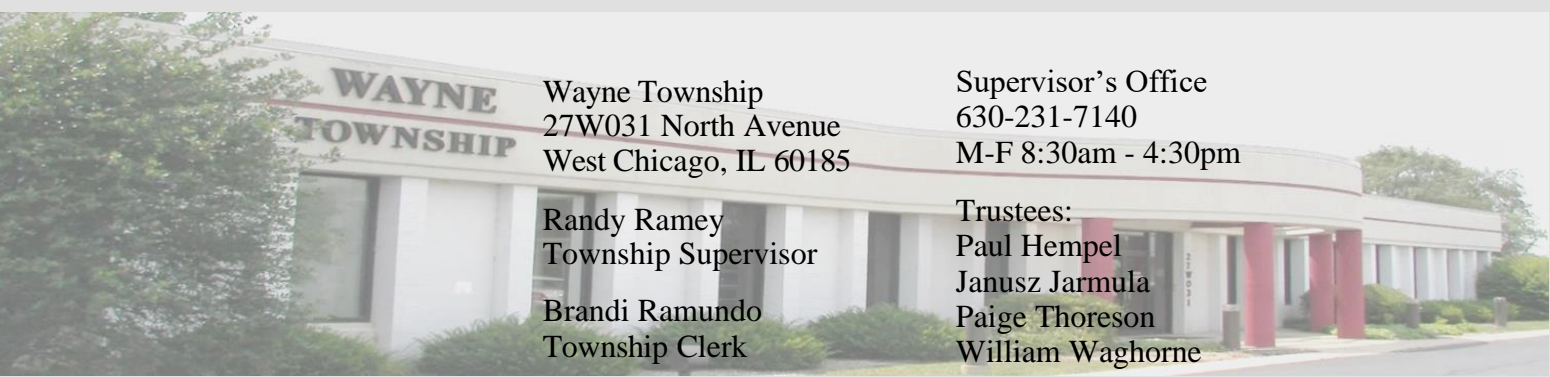 WAYNE
TOWNSHIP
Wayne Township
27W031 North Avenue
West Chicago, IL 60185
Randy Ramey
Township Supervisor
Brandi Ramundo
Township Clerk
Supervisor’s Office
630-231-7140
M-F 8:30am - 4:30pm
Trustees:
Paul Hempel
Janusz Jarmula
Paige Thoreson
William Waghorne
27W031